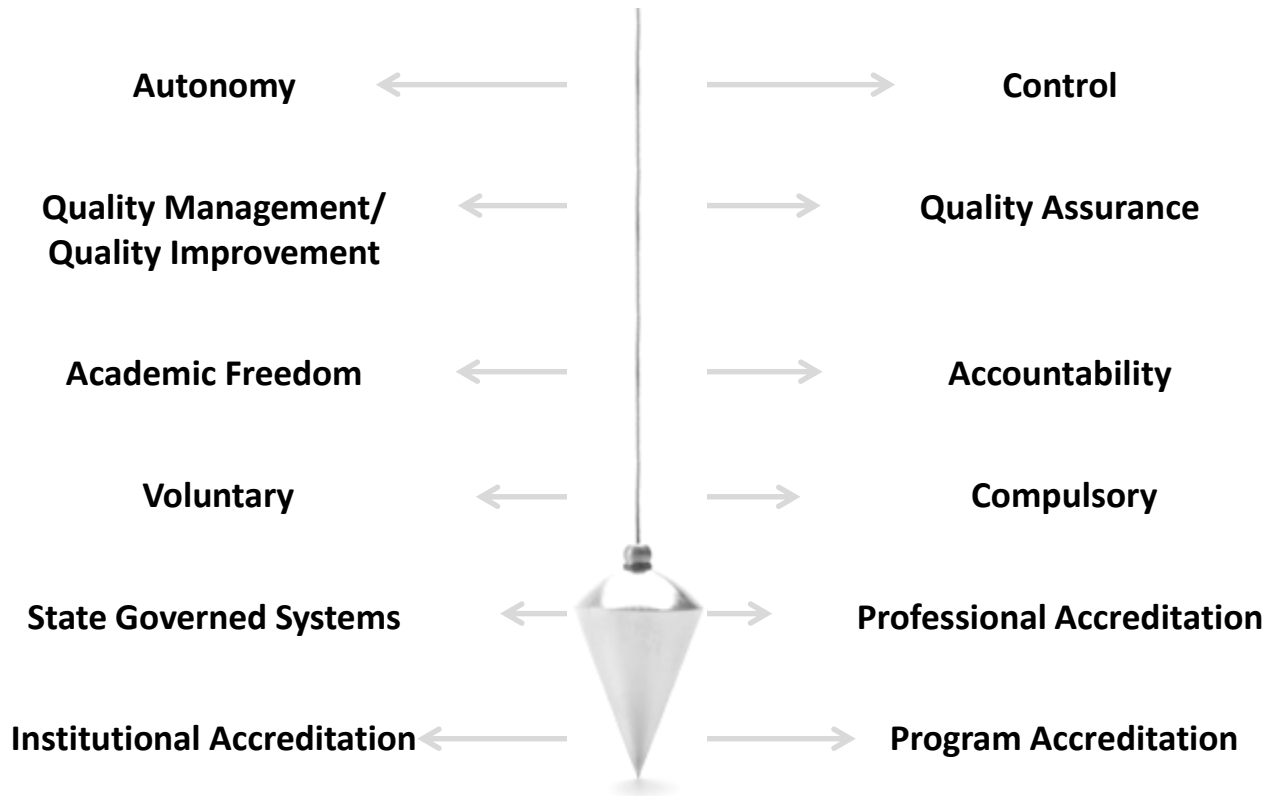 Autonomy
Control
Quality Management/
Quality Improvement
Quality Assurance
Academic Freedom
Accountability
Voluntary
Compulsory
State Governed Systems
Professional Accreditation
Institutional Accreditation
Program Accreditation